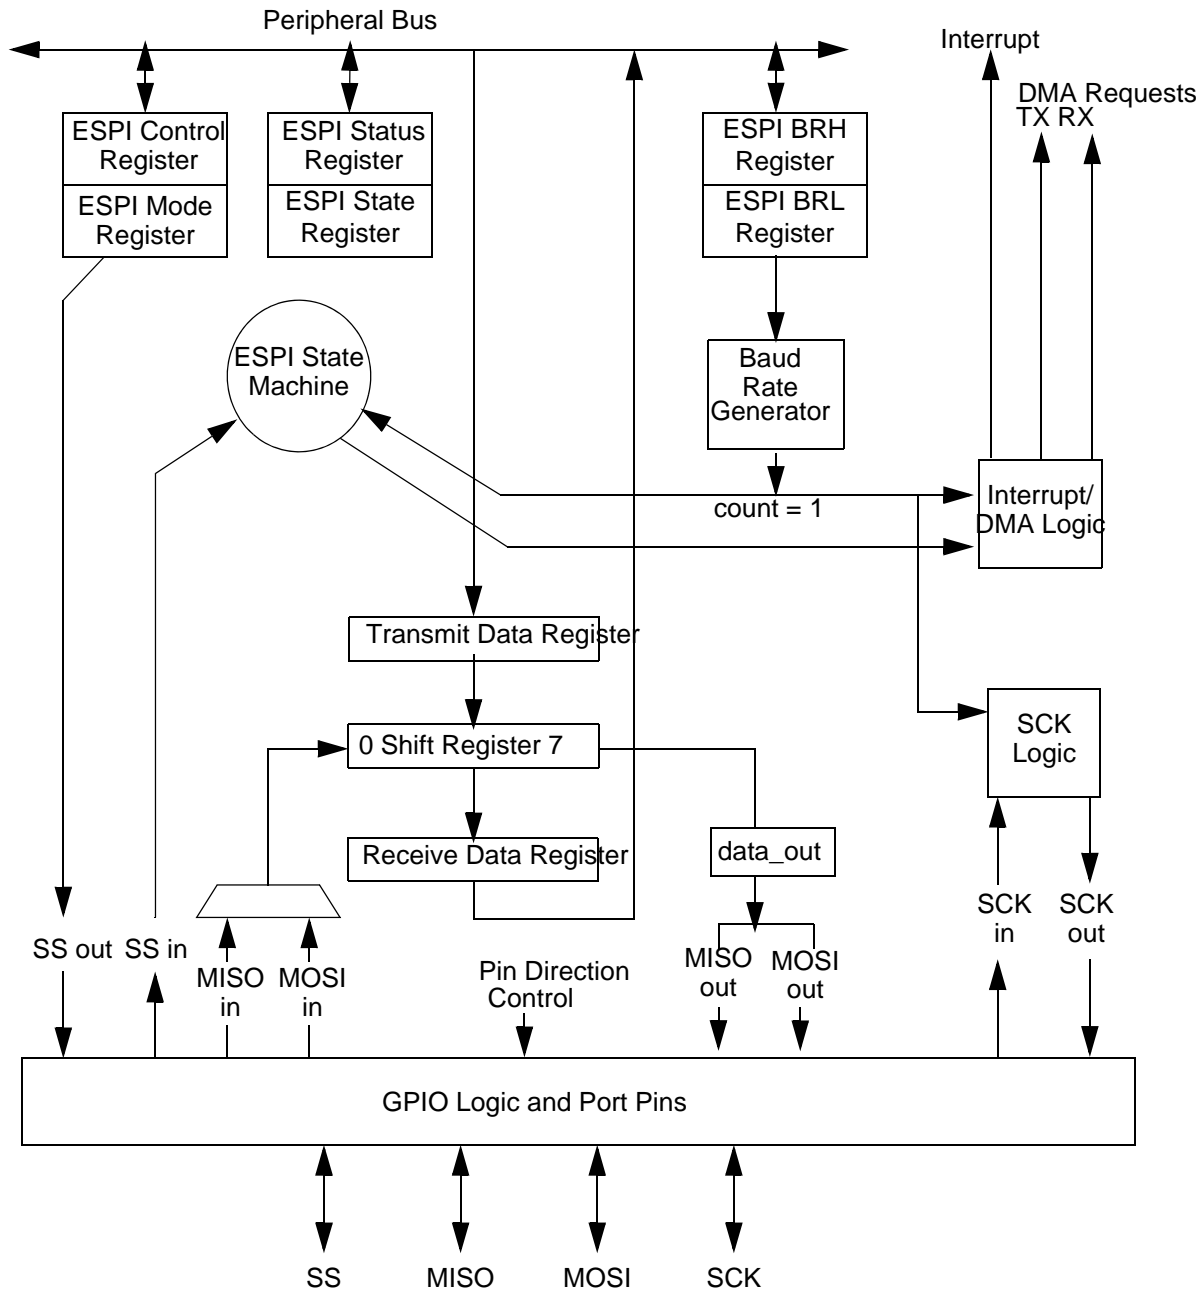 Peripheral Bus
Interrupt
DMA Requests
TX RX
ESPI Control
Register
ESPI Mode
Register
ESPI Status
Register
ESPI State
Register
ESPI BRH
Register
ESPI BRL
Register
ESPI State
Machine
Baud
Rate
Generator
count = 1
Interrupt/
DMA Logic
Transmit Data Register
0 Shift Register 7
SCK
Logic
Receive Data Register
data_out
SS out
SS in
MISO
in
MOSI
in
Pin Direction
Control
MISO
out
MOSI
out
SCK
in
SCK
out
GPIO Logic and Port Pins
SS
MISO
MOSI
SCK